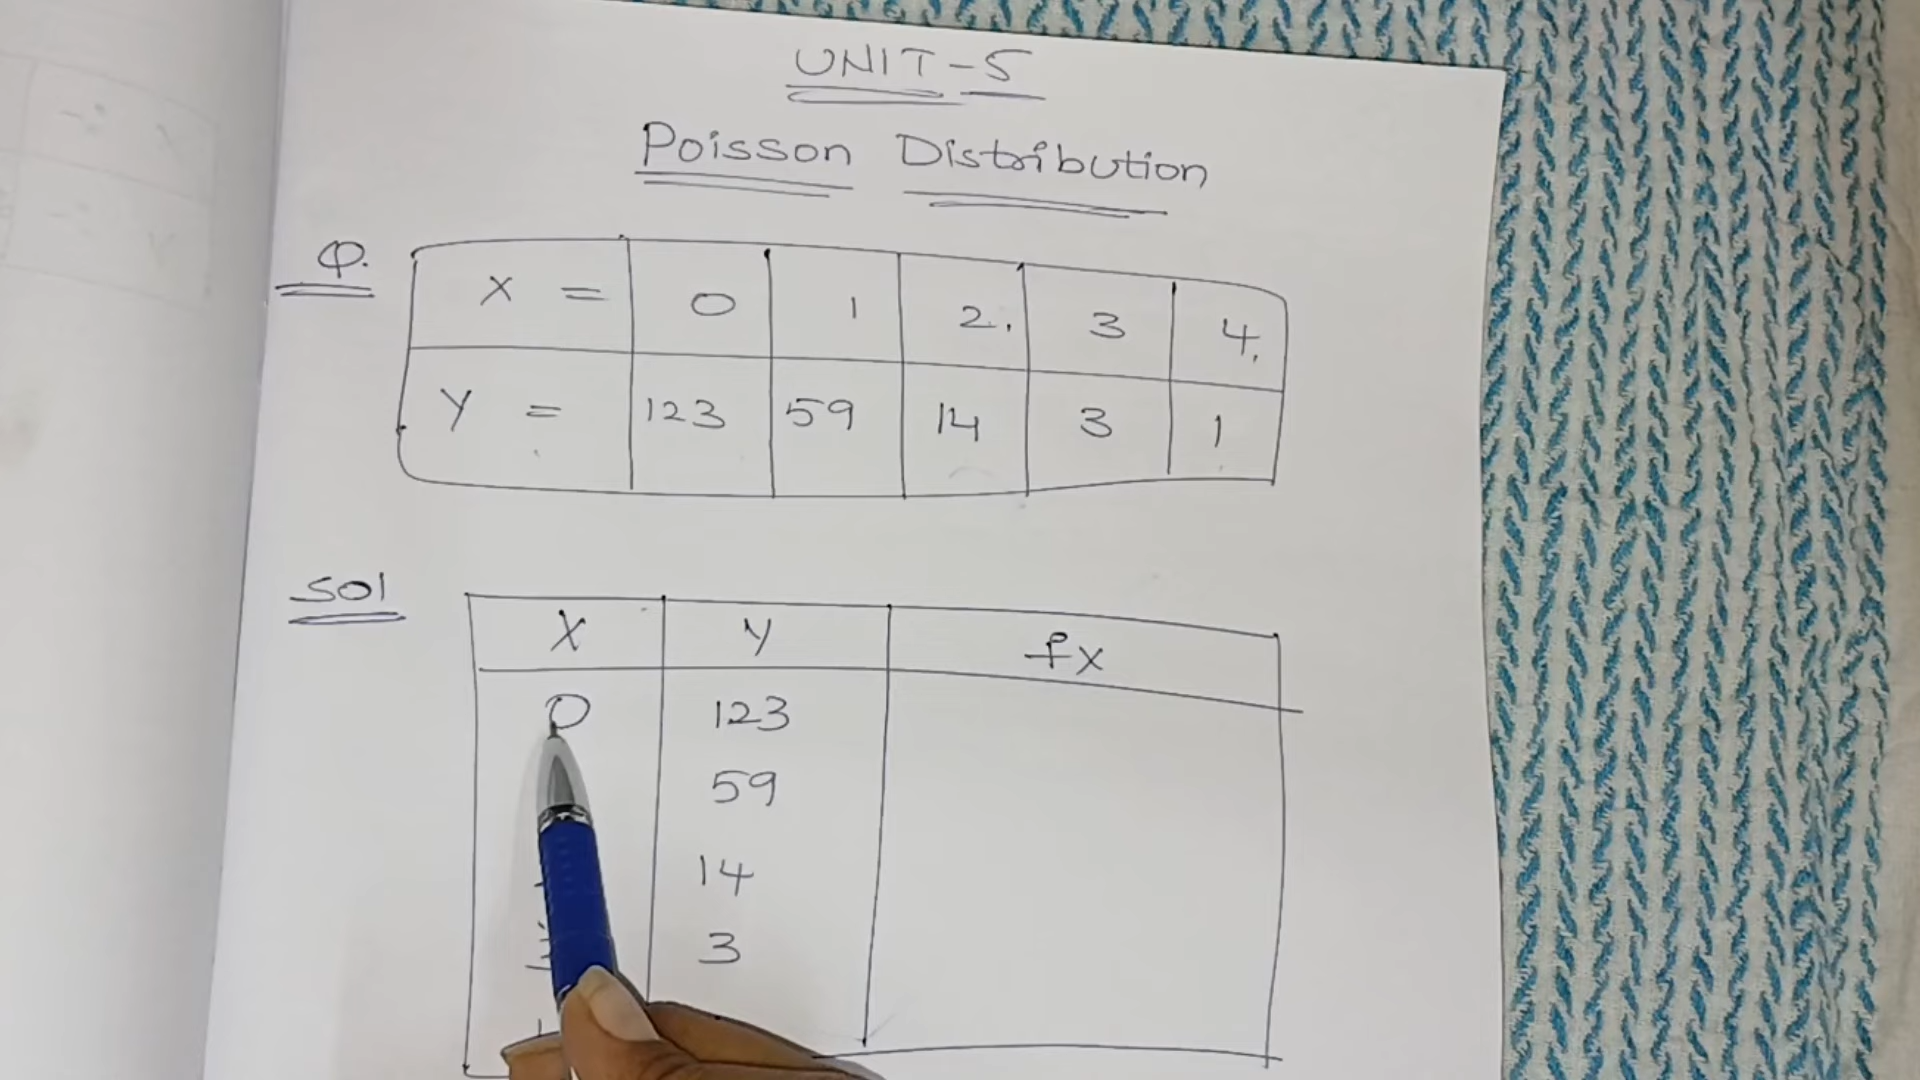 UNIT-5
Poisson Distribution
Q.
X = 0 1 2. 3 4.
Y = 123 59 14 3 1
Sol
X Y fx
0 123
59
14
3